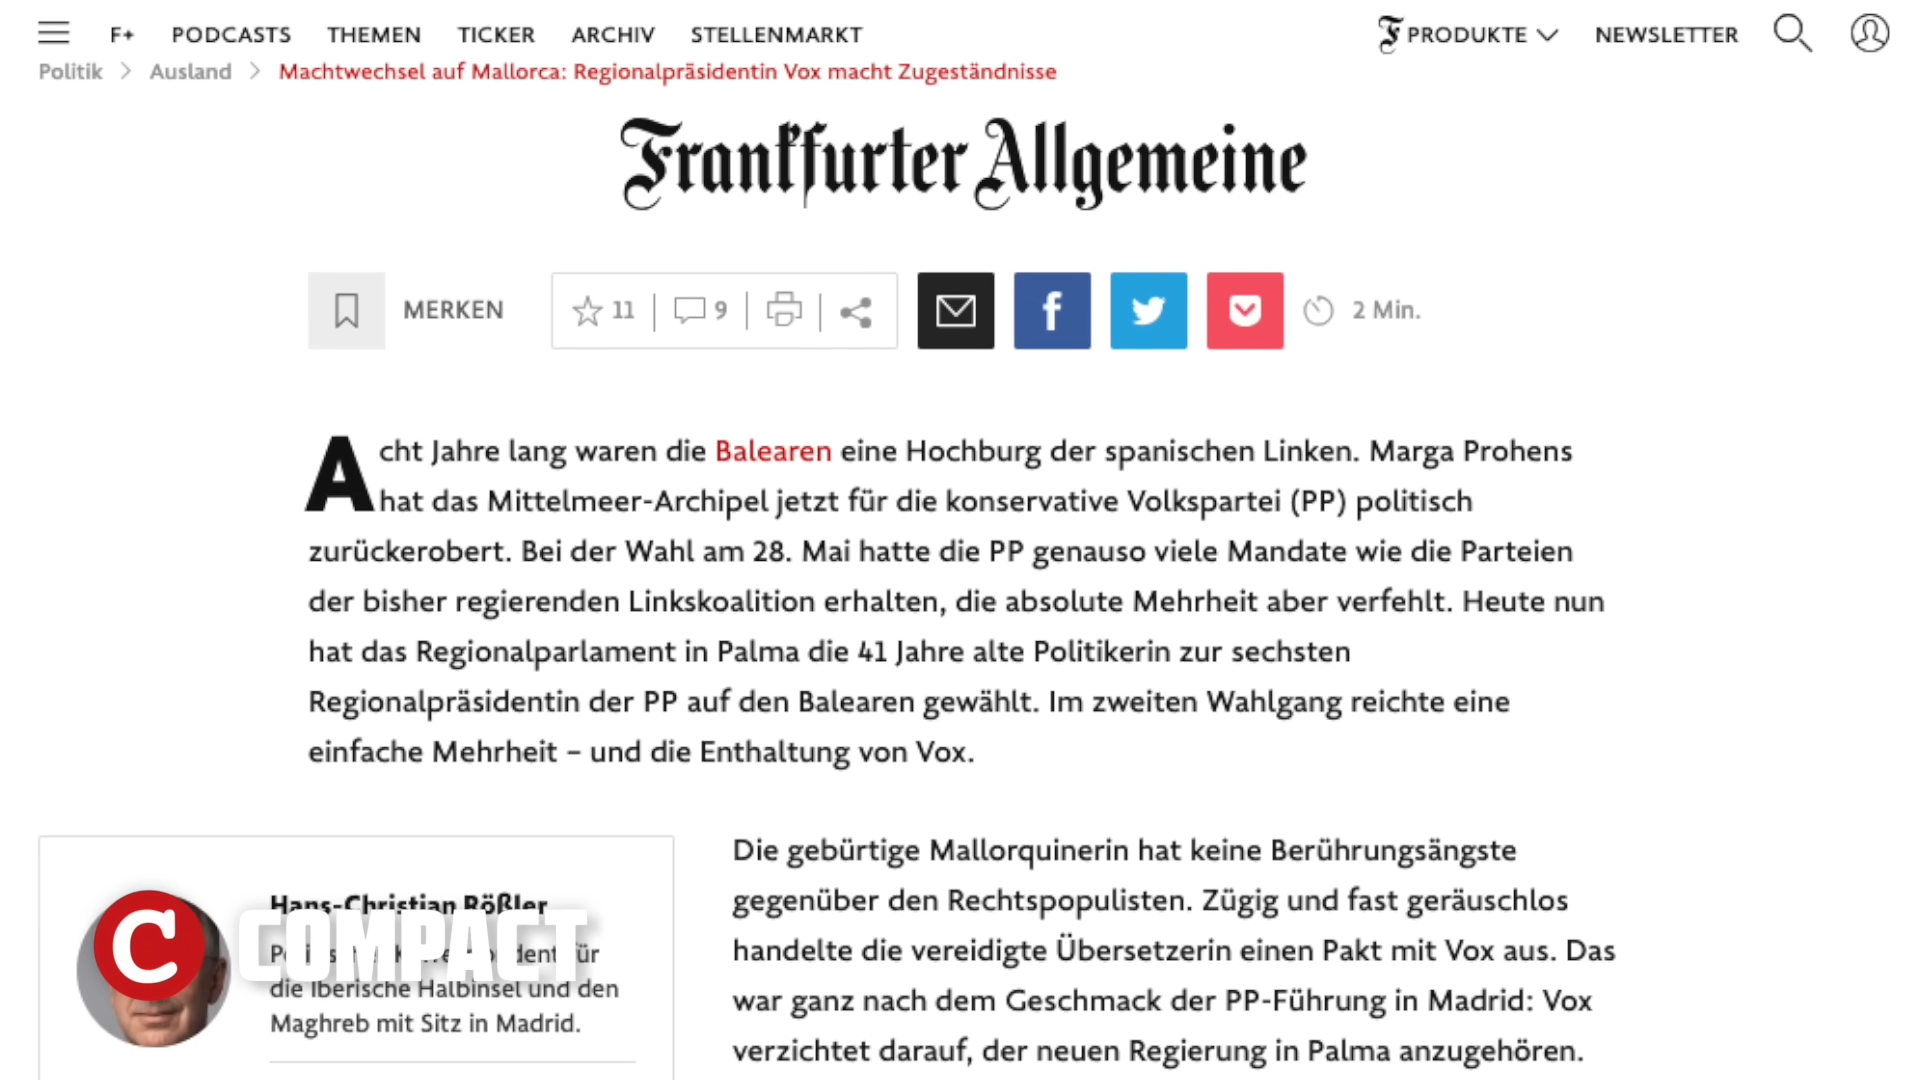 F+ PODCASTS THEMEN TICKER ARCHIV STELLENMARKT PRODUKTE NEWSLETTER
Politik > Ausland > Machtwechsel auf Mallorca: Regionalpräsidentin Vox macht Zugeständnisse
Frankfurter Allgemeine
MERKEN 11 9 2 Min.
Acht Jahre lang waren die Balearen eine Hochburg der spanischen Linken. Marga Prohens
hat das Mittelmeer-Archipel jetzt für die konservative Volkspartei (PP) politisch
zurückerobert. Bei der Wahl am 28. Mai hatte die PP genauso viele Mandate wie die Parteien
der bisher regierenden Linkskoalition erhalten, die absolute Mehrheit aber verfehlt. Heute nun
hat das Regionalparlament in Palma die 41 Jahre alte Politikerin zur sechsten
Regionalpräsidentin der PP auf den Balearen gewählt. Im zweiten Wahlgang reichte eine
einfache Mehrheit – und die Enthaltung von Vox.
Hans-Christian Rößler
für
die Iberische Halbinsel und den
Maghreb mit Sitz in Madrid.
C COMPACT
Die gebürtige Mallorquinerin hat keine Berührungsängste
gegenüber den Rechtspopulisten. Zügig und fast geräuschlos
handelte die vereidigte Übersetzerin einen Pakt mit Vox aus. Das
war ganz nach dem Geschmack der PP-Führung in Madrid: Vox
verzichtet darauf, der neuen Regierung in Palma anzugehören.